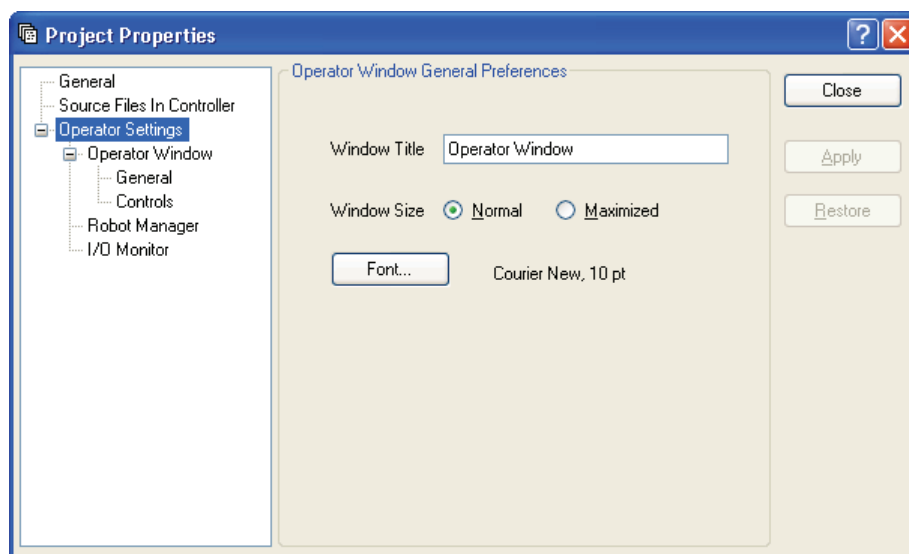 Project Properties
General
Source Files In Controller
Operator Settings
Operator Window
General
Controls
Robot Manager
I/O Monitor
Operator Window General Preferences
Window Title Operator Window
Window Size Normal Maximized
Font... Courier New, 10 pt
Close
Apply
Restore